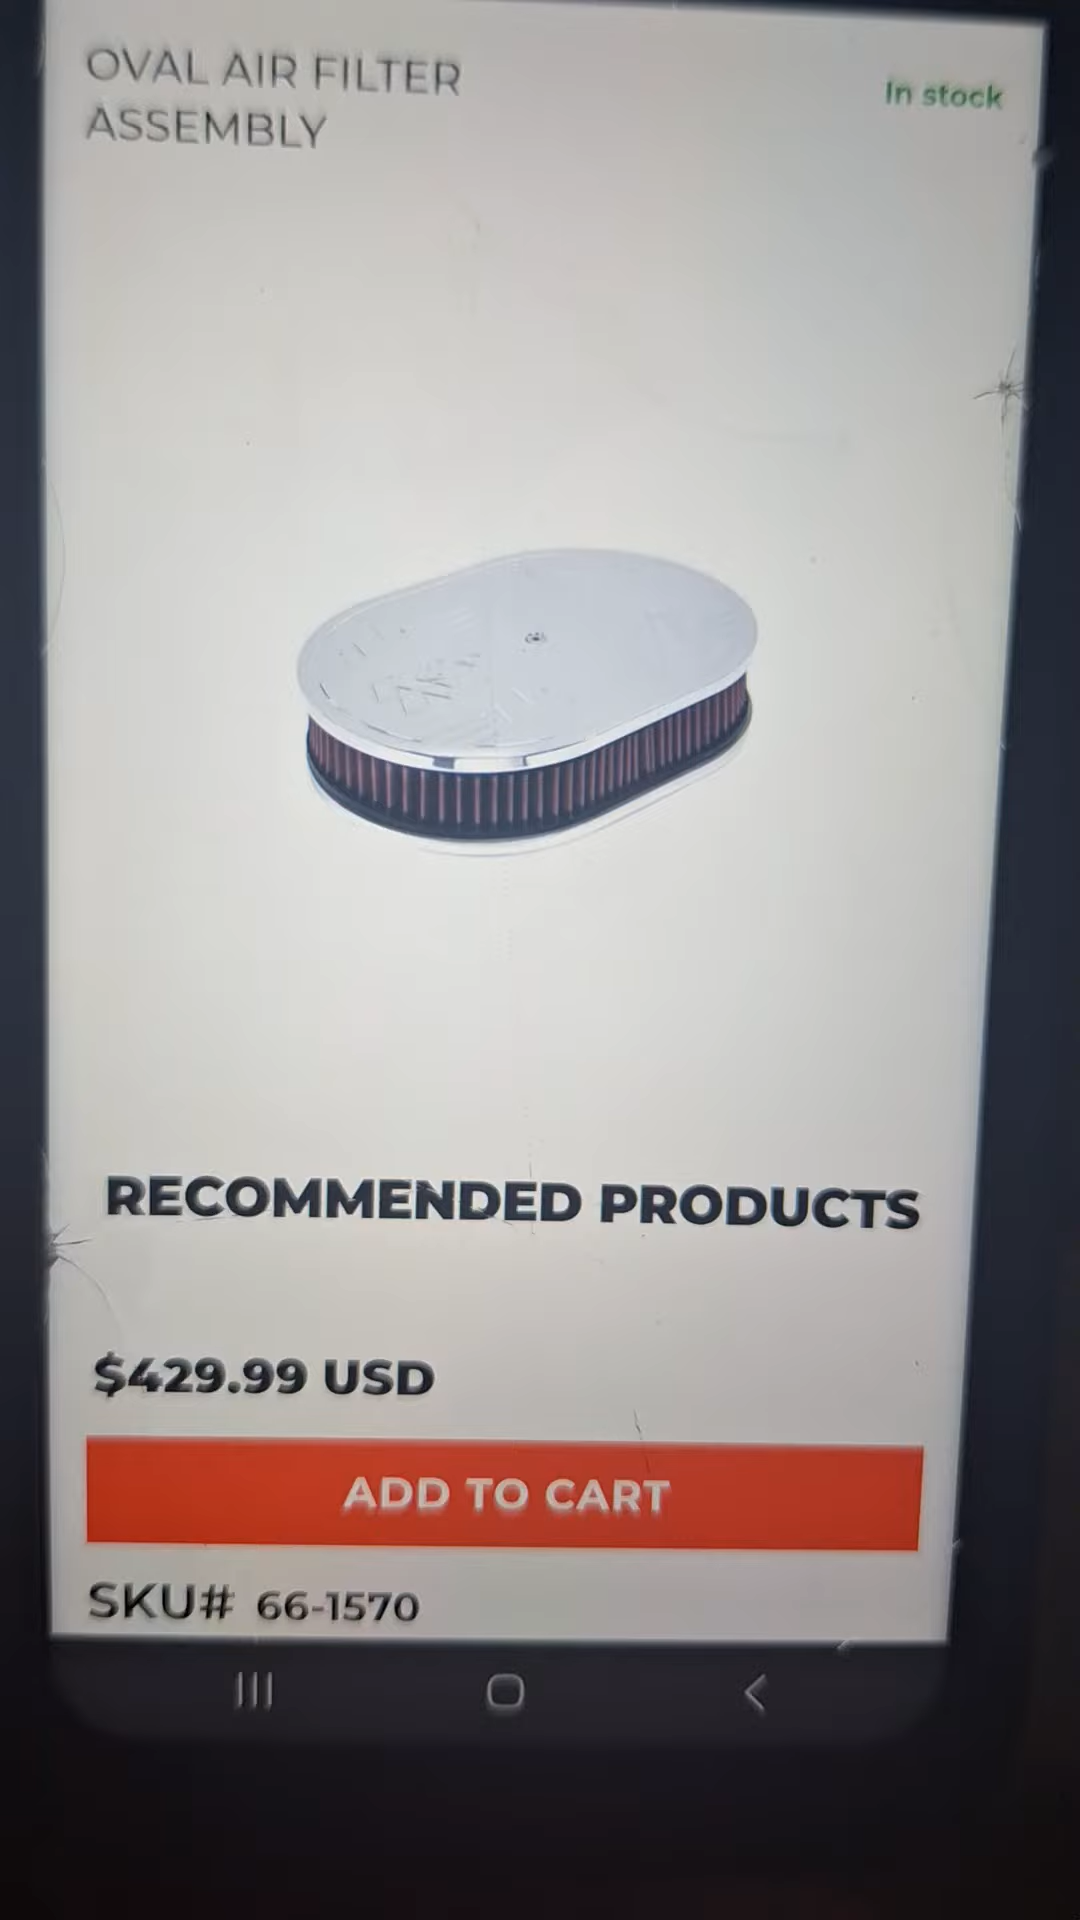 OVAL AIR FILTER
ASSEMBLY
In stock
RECOMMENDED PRODUCTS
$429.99 USD
ADD TO CART
SKU# 66-1570